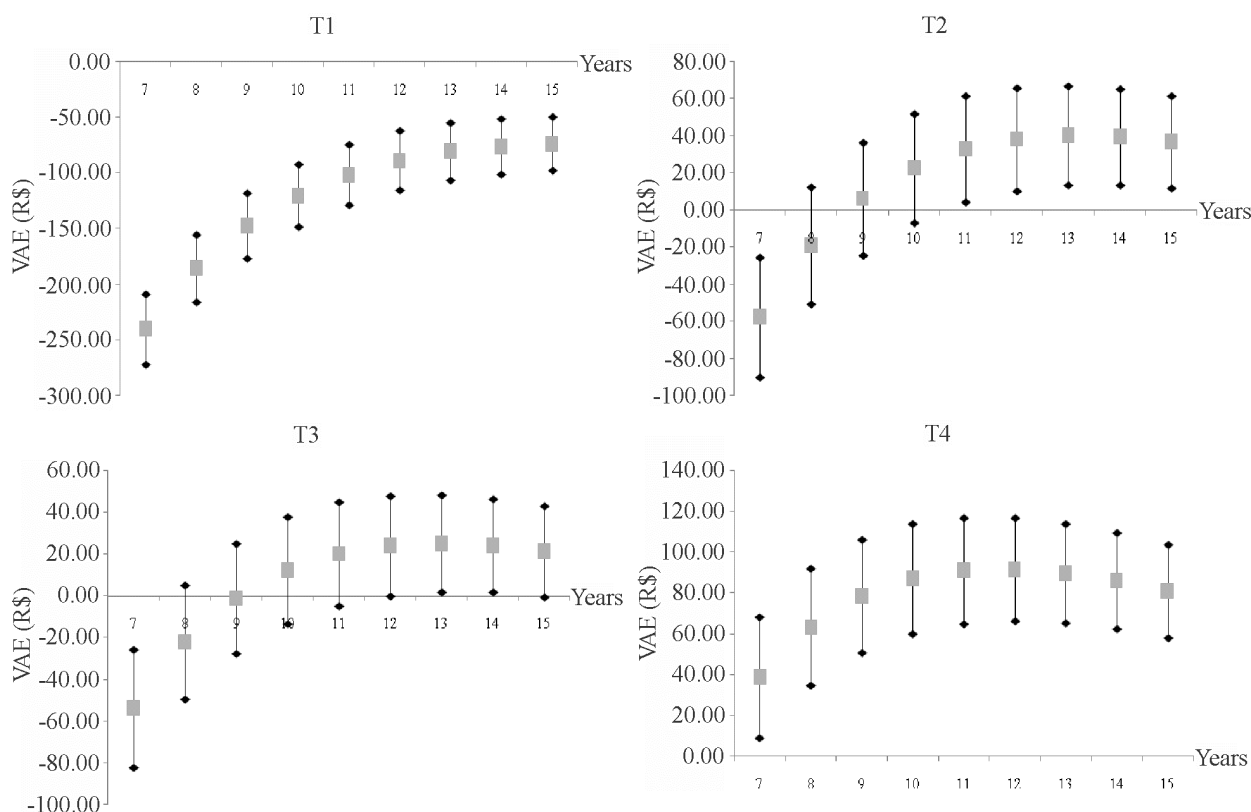 T1
0.00
-50.00
-100.00
-150.00
-200.00
-250.00
-300.00
VAE (R$)
7 8 9 10 11 12 13 14 15
Years
T2
80.00
60.00
40.00
20.00
0.00
-20.00
-40.00
-60.00
-80.00
-100.00
VAE (R$)
7 8 9 10 11 12 13 14 15
Years
T3
60.00
40.00
20.00
0.00
-20.00
-40.00
-60.00
-80.00
-100.00
VAE (R$)
7 8 9 10 11 12 13 14 15
Years
T4
140.00
120.00
100.00
80.00
60.00
40.00
20.00
0.00
VAE (R$)
7 8 9 10 11 12 13 14 15
Years